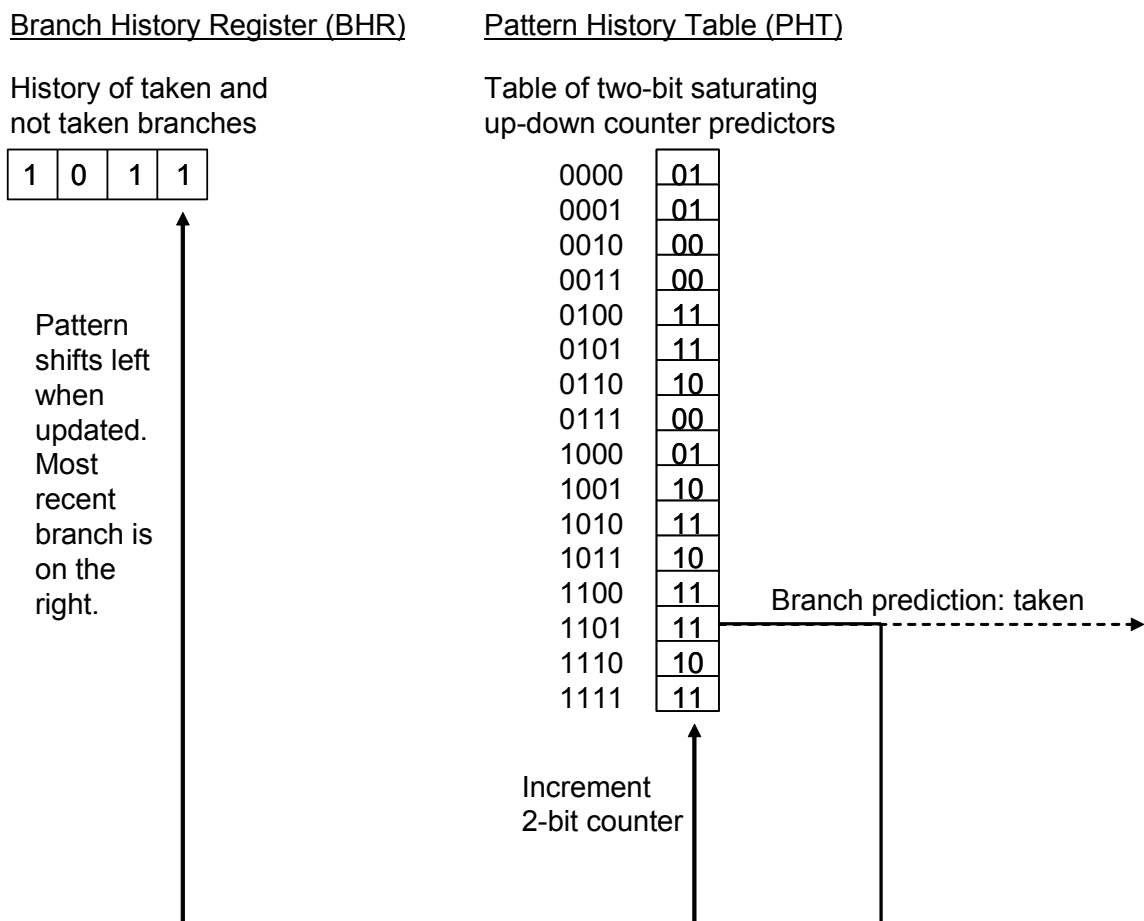 Branch History Register (BHR)
Pattern History Table (PHT)
History of taken and
not taken branches
1 0 1 1
Table of two-bit saturating
up-down counter predictors
0000 01
0001 01
0010 00
0011 00
0100 11
0101 11
0110 10
0111 00
1000 01
1001 10
1010 11
1011 10
1100 11
1101 11
1110 10
1111 11
Pattern
shifts left
when
updated.
Most
recent
branch is
on the
right.
Branch prediction: taken
Increment
2-bit counter